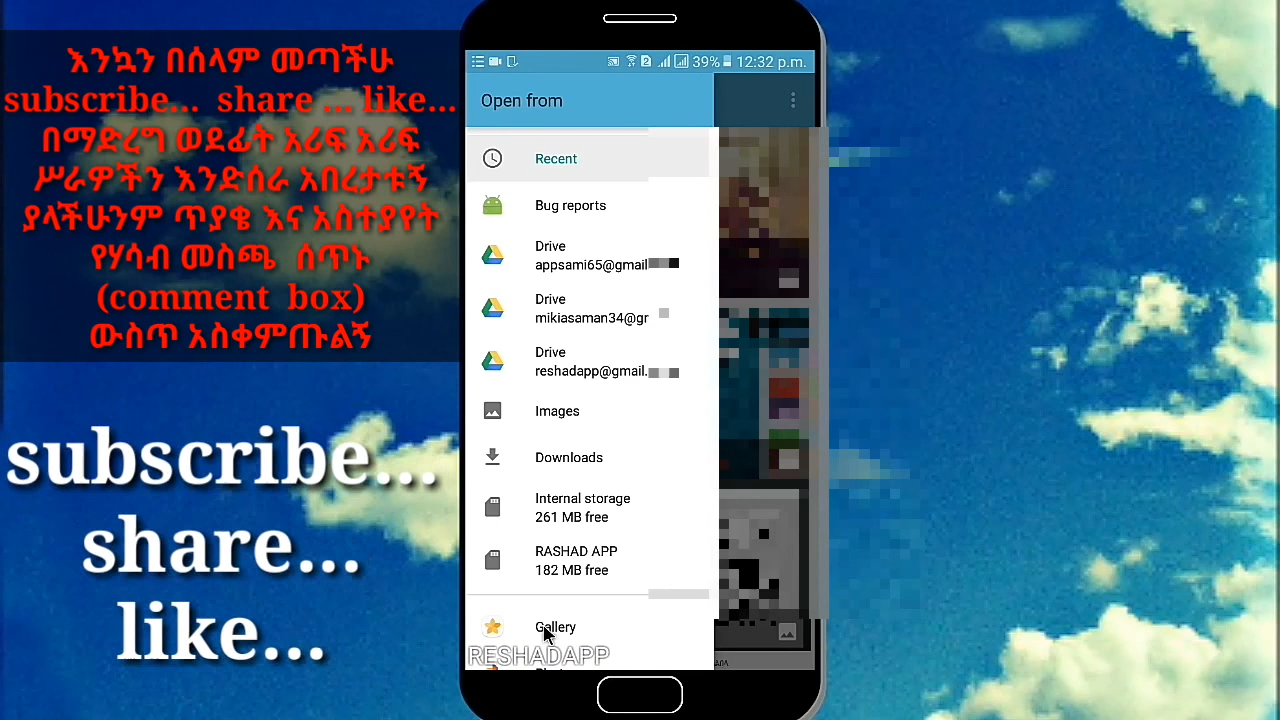 እንኳን በሰላም መጣችሁ
subscribe... share ... like...
በማድረግ ወደፊት አሪፍ አሪፍ
ሥራዎችን እንድሰራ አበረታቱኝ
ያላችሁንም ጥያቄ እና አስተያየት
የሃሳብ መስጫ ሰጥኑ
(comment box)
ውስጥ አስቀምጡልኝ
subscribe...
share...
like...
39% 12:32 p.m.
Open from
Recent
Bug reports
Drive
appsami65@gmail
Drive
mikiasaman34@gr
Drive
reshadapp@gmail.
Images
Downloads
Internal storage
261 MB free
RASHAD APP
182 MB free
Gallery
RESHADAPP